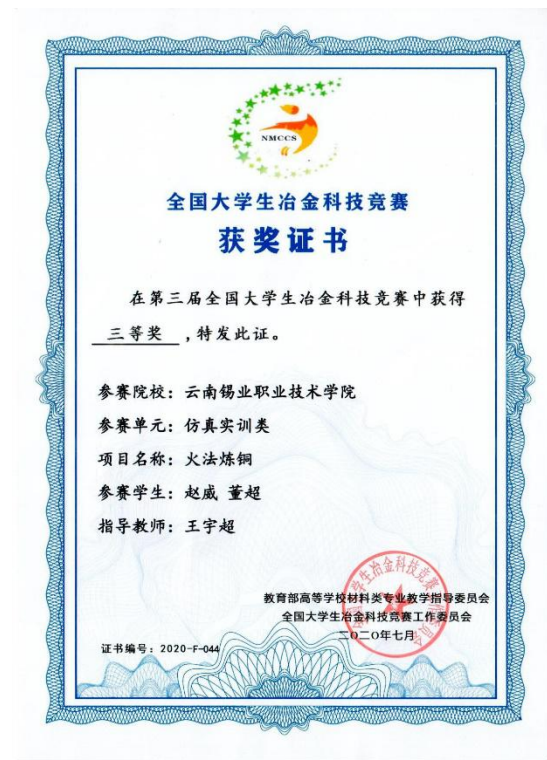 NMCCS
全国大学生冶金科技竞赛
获奖证书
在第三届全国大学生冶金科技竞赛中获得
三等奖 ,特发此证。
参赛院校:云南锡业职业技术学院
参赛单元:仿真实训类
项目名称:火法炼铜
参赛学生:赵威 董超
指导教师:王宇超
教育部高等学校材料类专业教学指导委员会
全国大学生冶金科技竞赛工作委员会
二〇二〇年七月
证书编号:2020-F-044